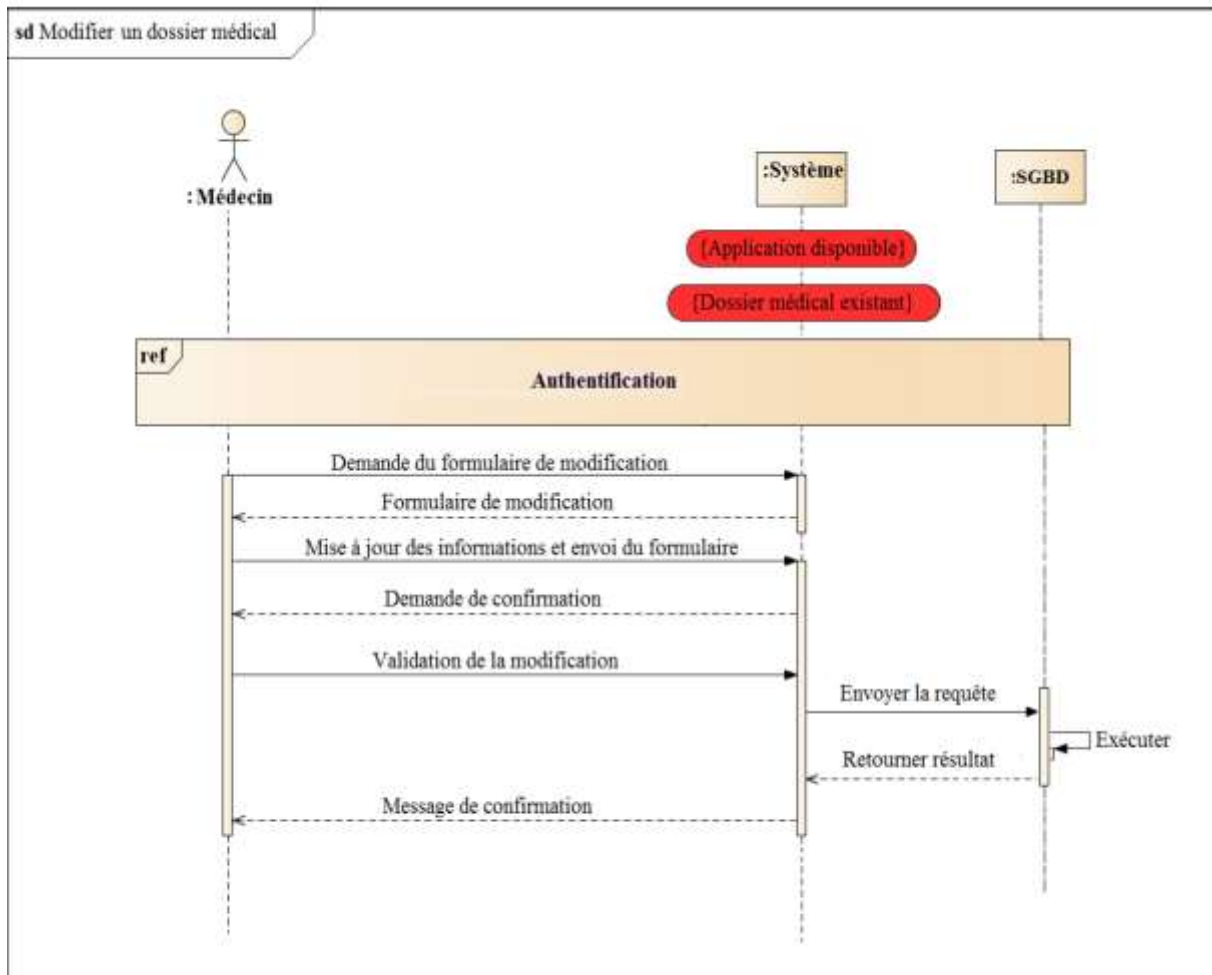 sd Modifier un dossier médical
: Médecin
:Système
:SGBD
{Application disponible}
{Dossier médical existant}
ref
Authentification
Demande du formulaire de modification
Formulaire de modification
Mise à jour des informations et envoi du formulaire
Demande de confirmation
Validation de la modification
Envoyer la requête
Exécuter
Retourner résultat
Message de confirmation